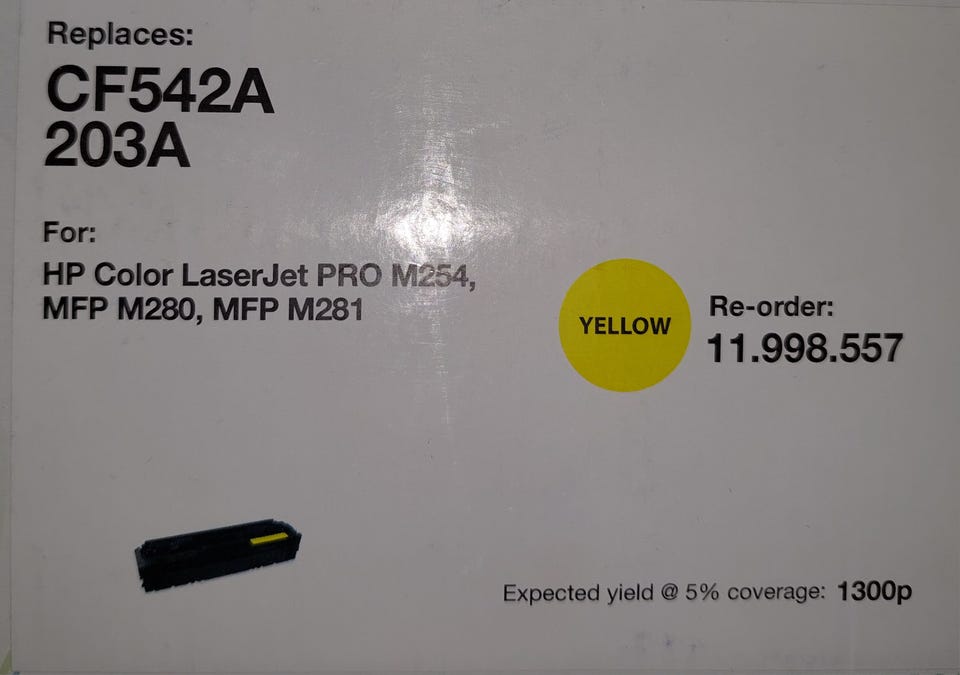 Replaces:
CF542A
203A
For:
HP Color LaserJet PRO M254,
MFP M280, MFP M281
YELLOW
Re-order:
11.998.557
Expected yield @ 5% coverage: 1300p